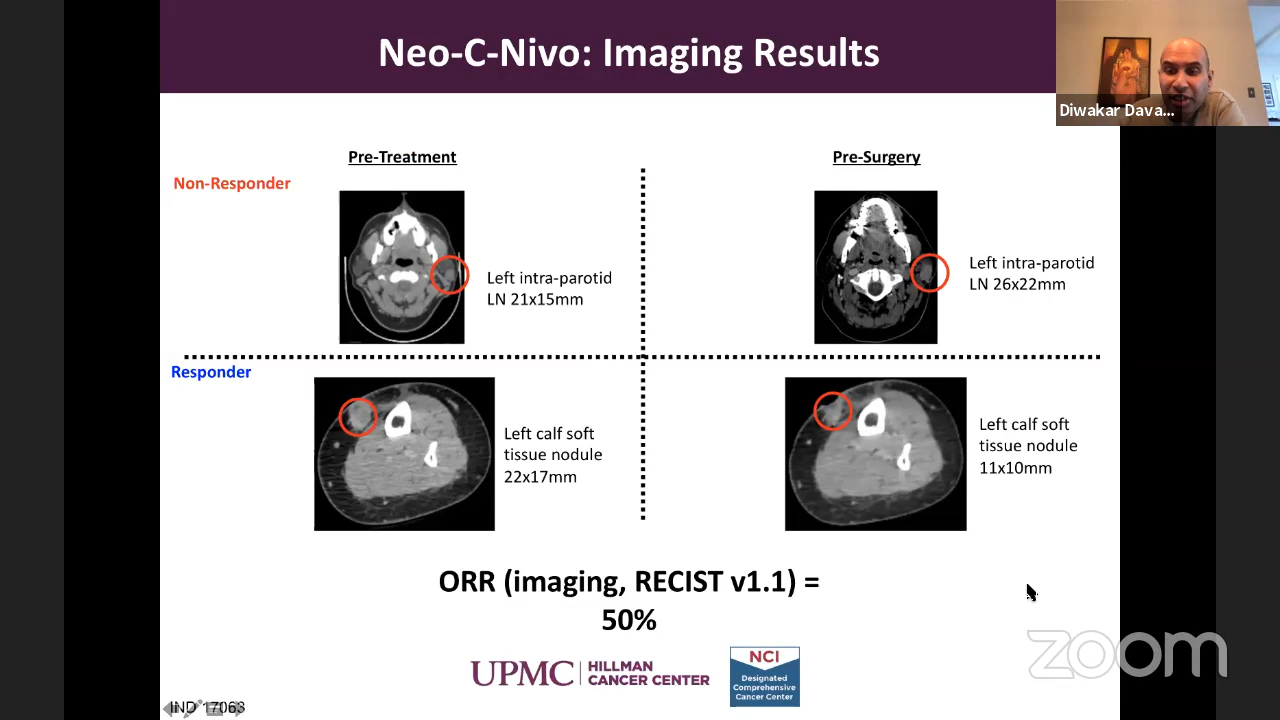 Neo-C-Nivo: Imaging Results
Diwakar Dava...
Pre-Treatment
Pre-Surgery
Non-Responder
Left intra-parotid
LN 21x15mm
Left intra-parotid
LN 26x22mm
Responder
Left calf soft
tissue nodule
22x17mm
Left calf soft
tissue nodule
11x10mm
ORR (imaging, RECIST v1.1) =
50%
UPMC
HILLMAN
CANCER CENTER
NCI
Designated
Comprehensive
Cancer Center
zoom
IND 17063